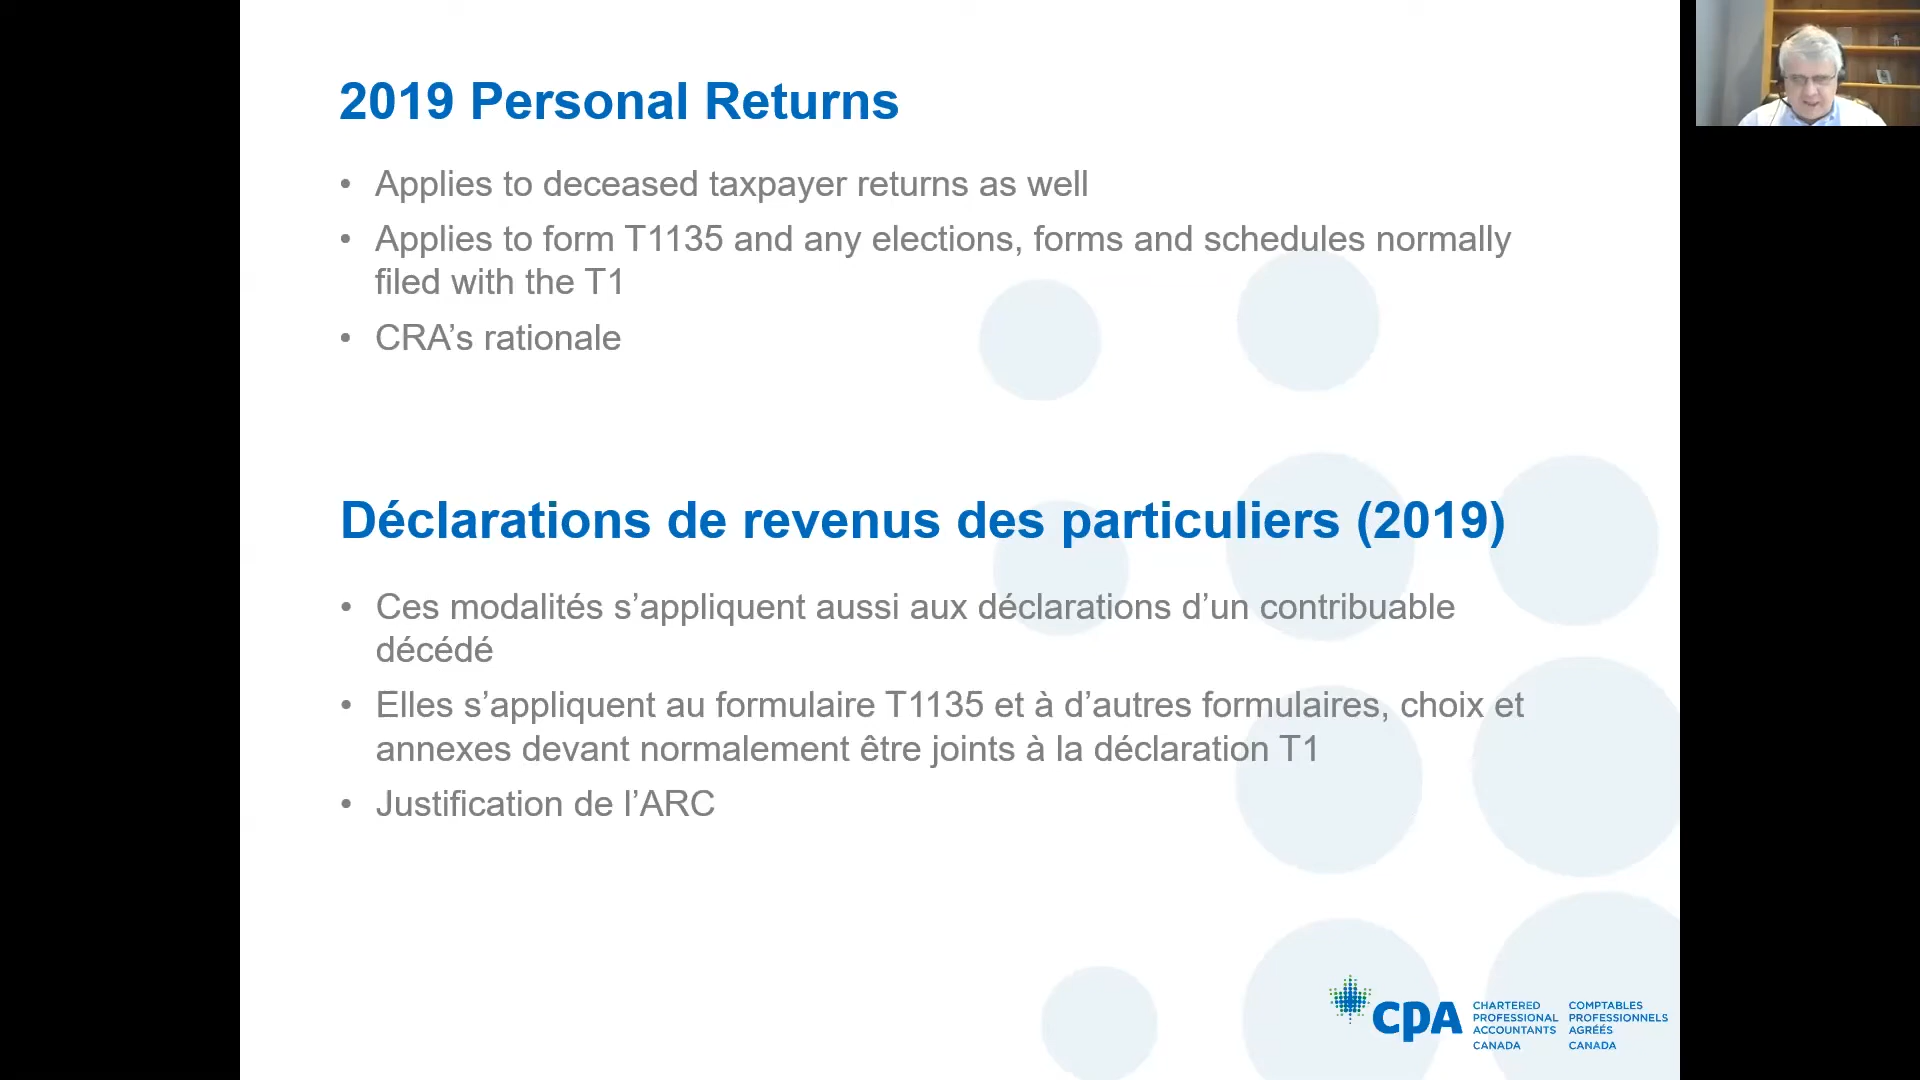 2019 Personal Returns
• Applies to deceased taxpayer returns as well
• Applies to form T1135 and any elections, forms and schedules normally
filed with the T1
• CRA’s rationale
Déclarations de revenus des particuliers (2019)
• Ces modalités s’appliquent aussi aux déclarations d’un contribuable
décédé
• Elles s’appliquent au formulaire T1135 et à d’autres formulaires, choix et
annexes devant normalement être joints à la déclaration T1
• Justification de l’ARC
CPA
CHARTERED
PROFESSIONAL
ACCOUNTANTS
CANADA
COMPTABLES
PROFESSIONNELS
AGRÉÉS
CANADA